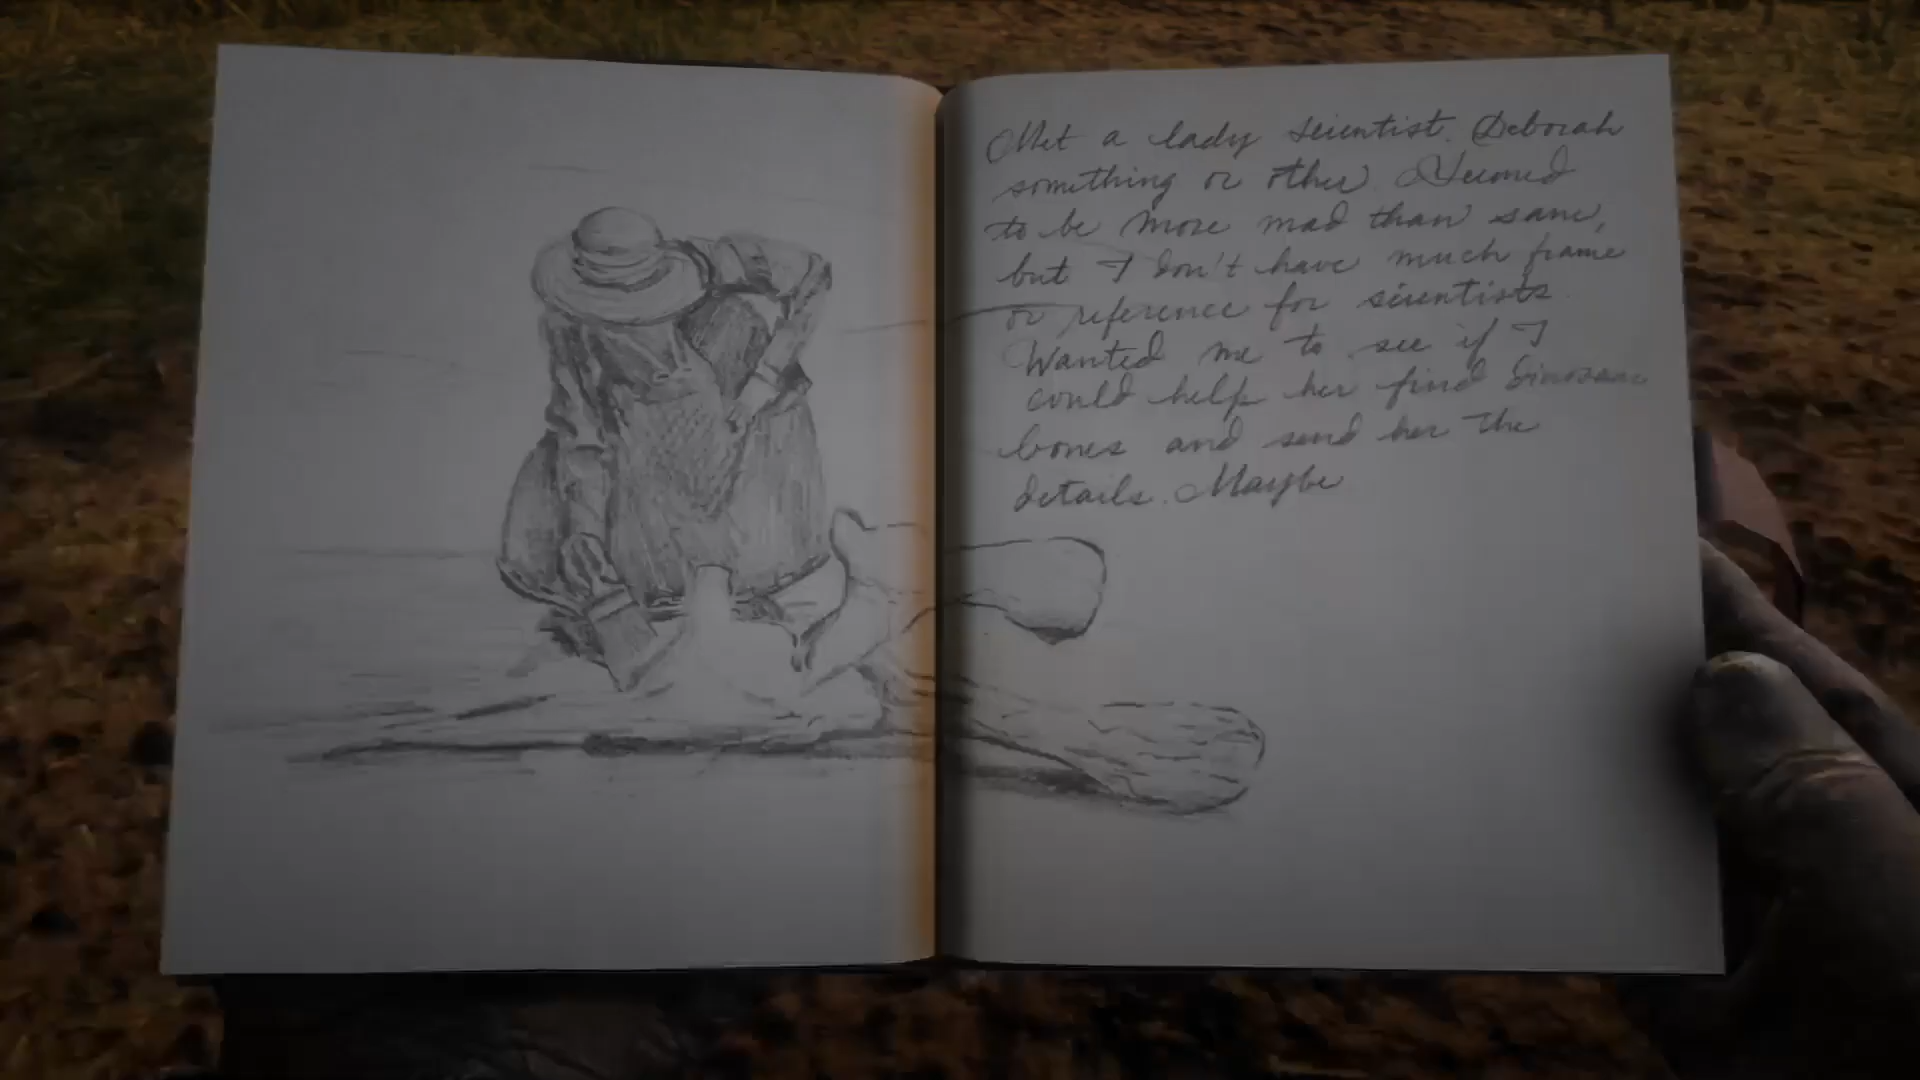 Met a lady scientist. Deborah
something or other. Seemed
to be more mad than sane,
but I don't have much frame
or reference for scientists
Wanted me to see if I
could help her find Dinosaur
bones and send her the
details. Maybe